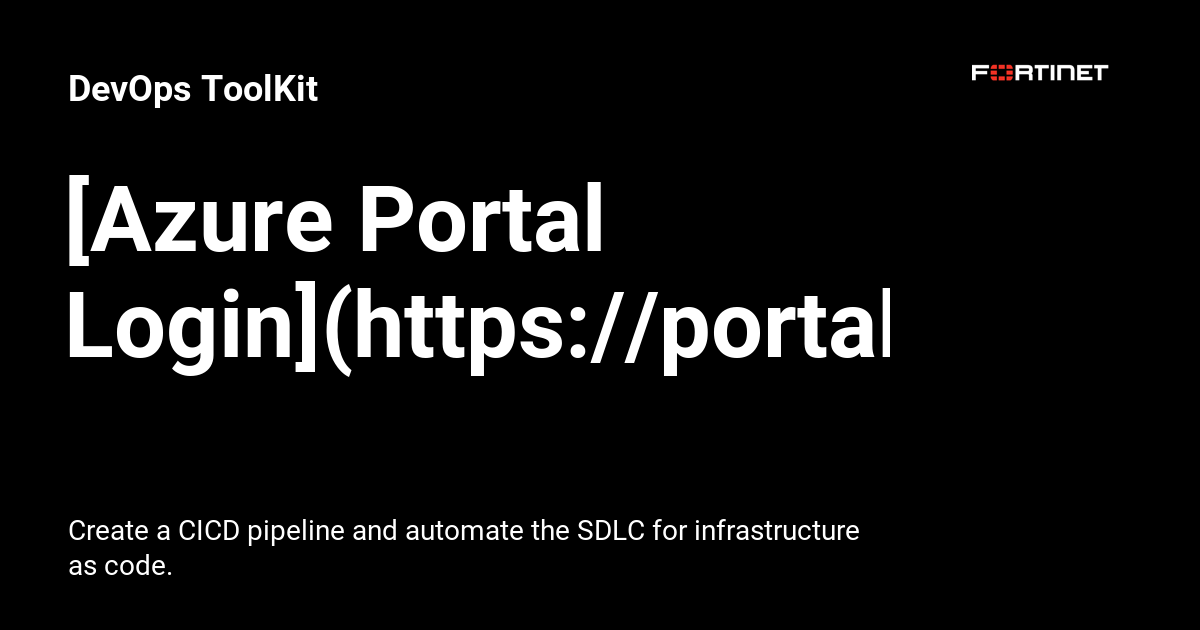 DevOps ToolKit
FORTINET
[Azure Portal
Login](https://portal
Create a CICD pipeline and automate the SDLC for infrastructure
as code.